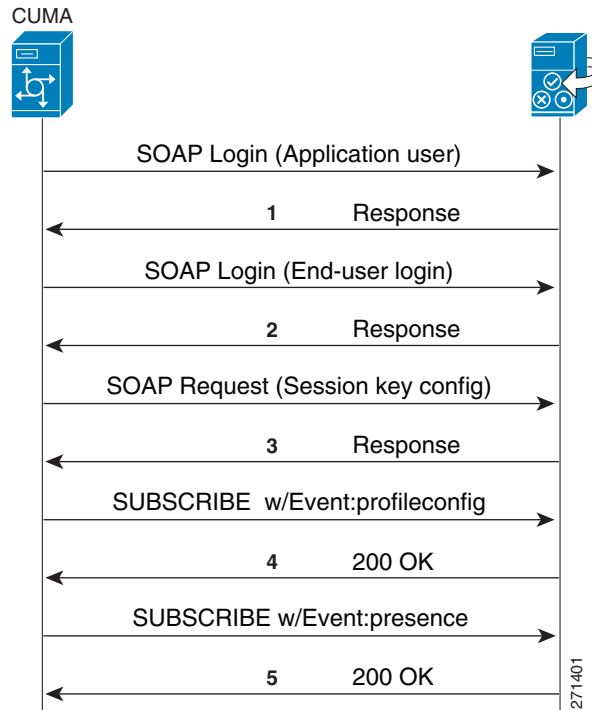 CUMA
SOAP Login (Application user)
1 Response
SOAP Login (End-user login)
2 Response
SOAP Request (Session key config)
3 Response
SUBSCRIBE w/Event:profileconfig
4 200 OK
SUBSCRIBE w/Event:presence
5 200 OK
271401